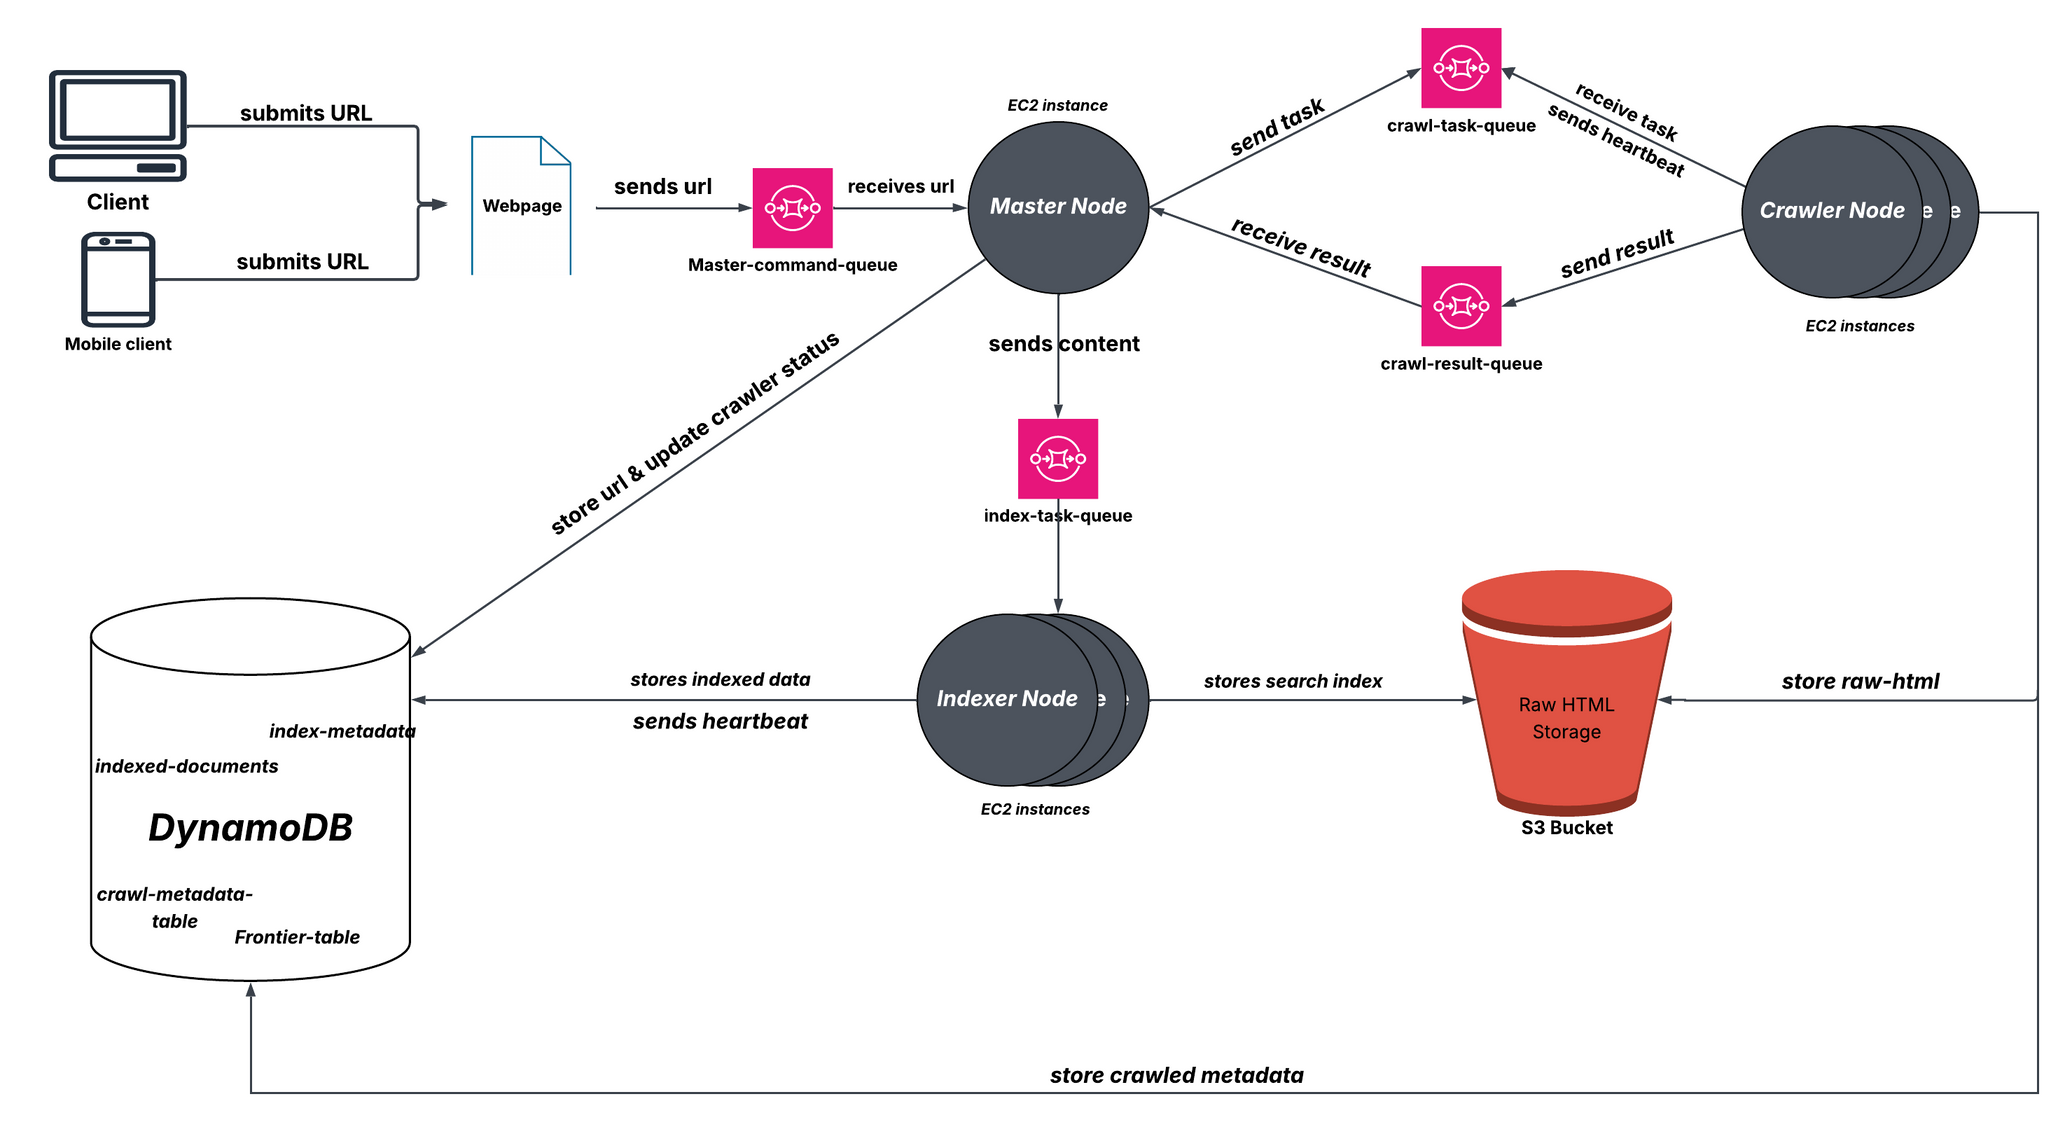 submits URL
Client
submits URL
Mobile client
Webpage
sends url
Master-command-queue
receives url
EC2 instance
Master Node
send task
crawl-task-queue
receive task
sends heartbeat
Crawler Node
e
e
EC2 instances
receive result
send result
crawl-result-queue
sends content
store url & update crawler status
index-task-queue
stores indexed data
sends heartbeat
Indexer Node
e
e
EC2 instances
stores search index
Raw HTML
Storage
S3 Bucket
store raw-html
index-metadata
indexed-documents
DynamoDB
crawl-metadata-
table
Frontier-table
store crawled metadata